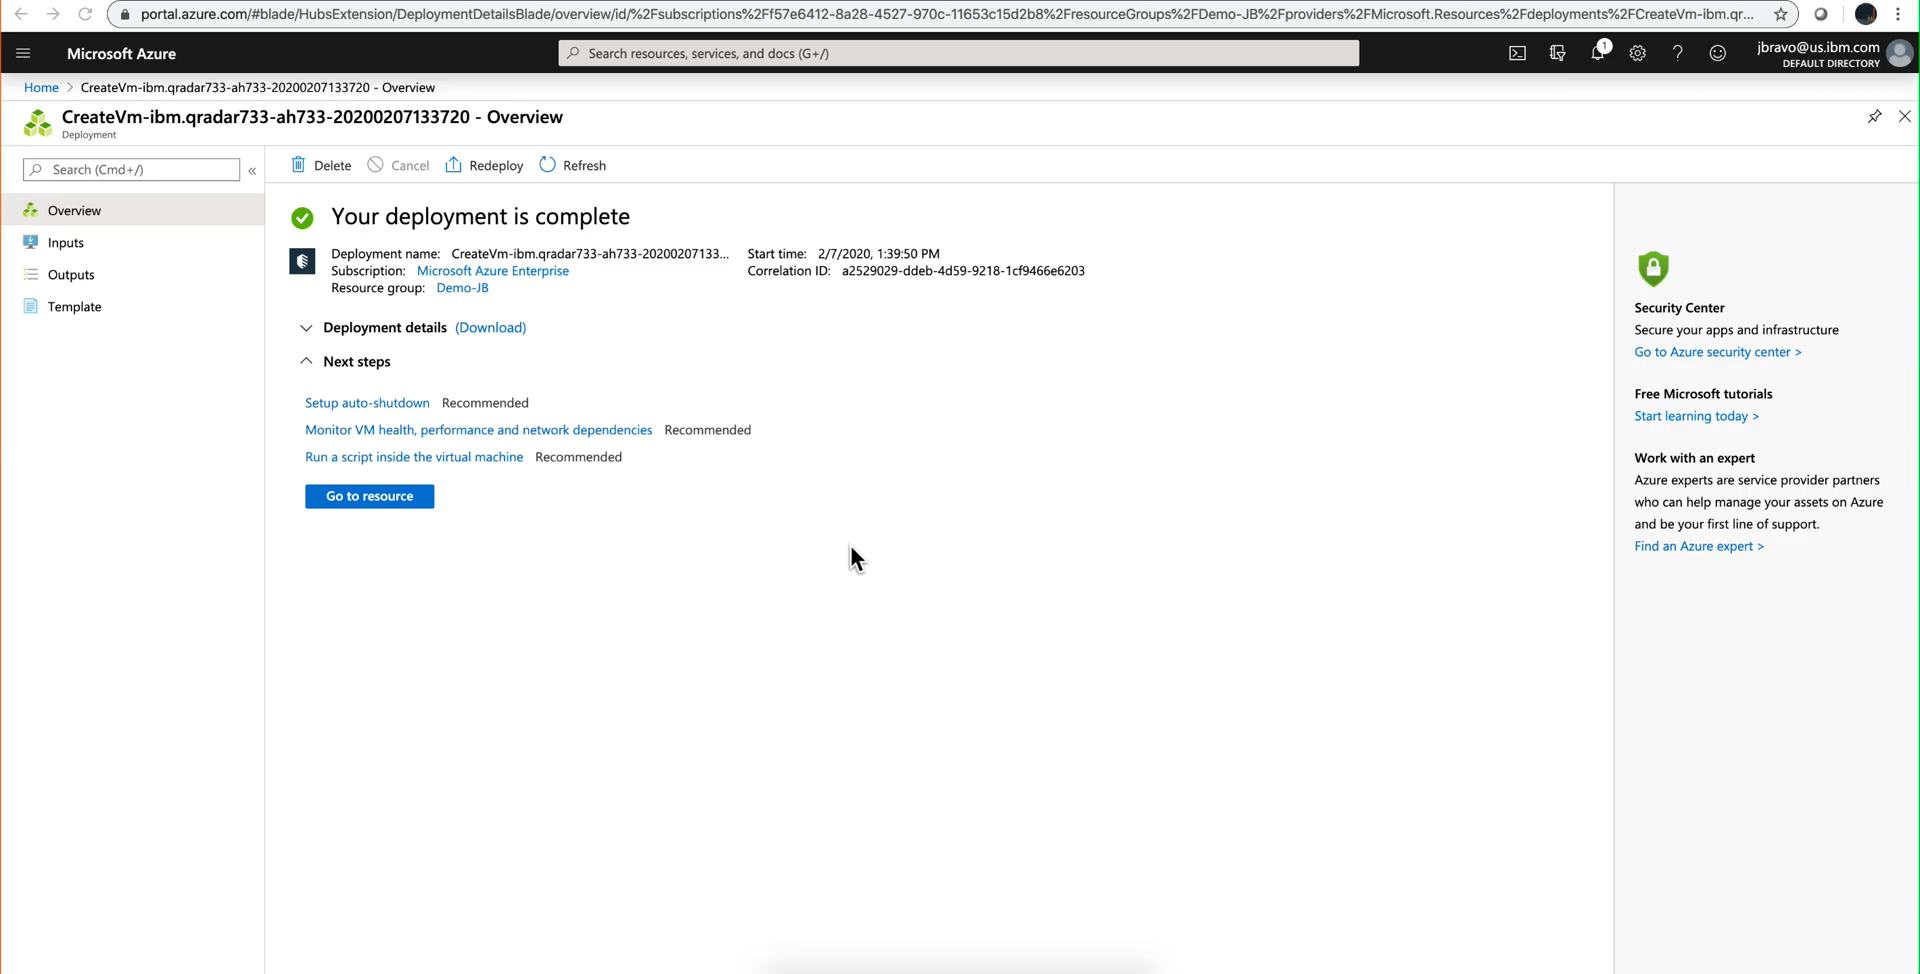 portal.azure.com/#blade/HubsExtension/DeploymentDetailsBlade/overview/id/%2Fsubscriptions%2Ff57e6412-8a28-4527-970c-11653c15d2b8%2FresourceGroups%2FDemo-JB%2Fproviders%2FMicrosoft.Resources%2Fdeployments%2FCreateVm-ibm.qr...
Microsoft Azure
Search resources, services, and docs (G+/)
1
jbravo@us.ibm.com
DEFAULT DIRECTORY
Home > CreateVm-ibm.qradar733-ah733-20200207133720 - Overview
CreateVm-ibm.qradar733-ah733-20200207133720 - Overview
Deployment
Search (Cmd+/)
«
Overview
Inputs
Outputs
Template
Delete Cancel Redeploy Refresh
Your deployment is complete
Deployment name: CreateVm-ibm.qradar733-ah733-20200207133...
Subscription: Microsoft Azure Enterprise
Resource group: Demo-JB
Start time: 2/7/2020, 1:39:50 PM
Correlation ID: a2529029-ddeb-4d59-9218-1cf9466e6203
Deployment details (Download)
Next steps
Setup auto-shutdown Recommended
Monitor VM health, performance and network dependencies Recommended
Run a script inside the virtual machine Recommended
Go to resource
Security Center
Secure your apps and infrastructure
Go to Azure security center >
Free Microsoft tutorials
Start learning today >
Work with an expert
Azure experts are service provider partners
who can help manage your assets on Azure
and be your first line of support.
Find an Azure expert >